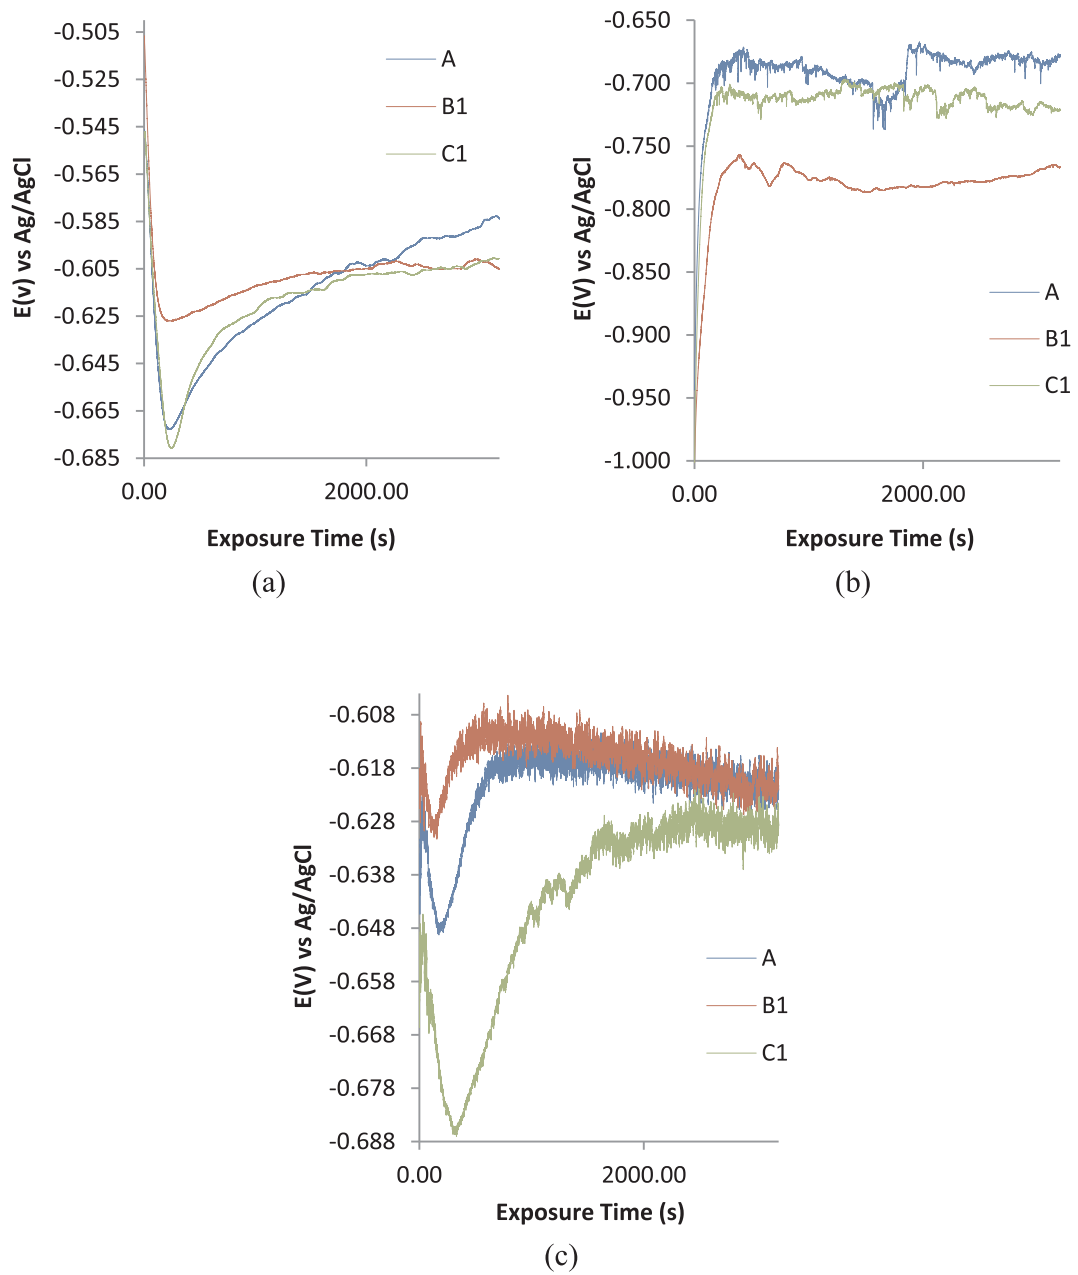 -0.505
-0.525
-0.545
-0.565
-0.585
-0.605
-0.625
-0.645
-0.665
-0.685
E(v) vs Ag/AgCl
A
B1
C1
0.00 2000.00
Exposure Time (s)
(a)
-0.650
-0.700
-0.750
-0.800
-0.850
-0.900
-0.950
-1.000
E(V) vs Ag/AgCl
A
B1
C1
0.00 2000.00
Exposure Time (s)
(b)
-0.608
-0.618
-0.628
-0.638
-0.648
-0.658
-0.668
-0.678
-0.688
E(V) vs Ag/AgCl
A
B1
C1
0.00 2000.00
Exposure Time (s)
(c)